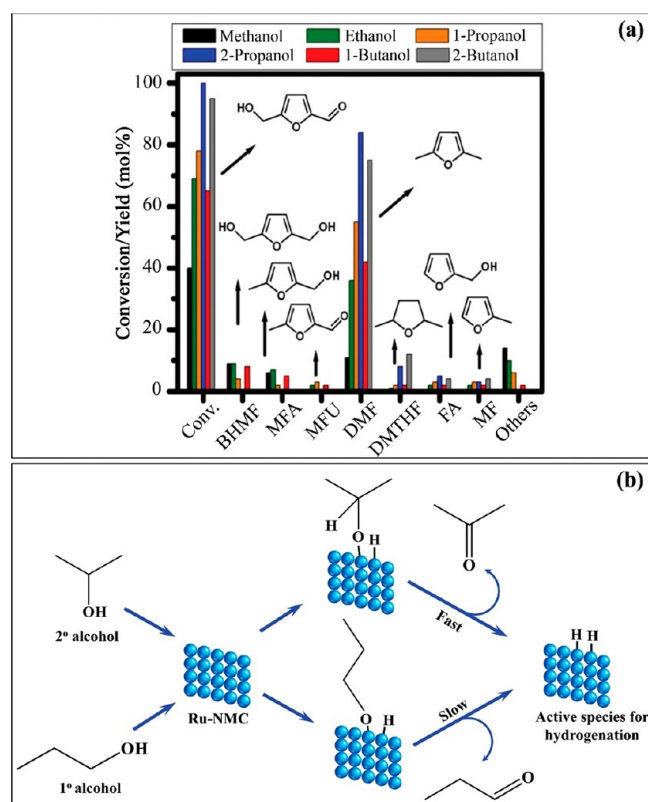 (a)
Methanol Ethanol 1-Propanol
2-Propanol 1-Butanol 2-Butanol
Conversion/Yield (mol%)
100
80
60
40
20
0
HO O O
HO O OH
O OH
O O
O
O
O OH
O
Conv. BHMF MFA MFU DMF DMTHF FA MF Others
(b)
H
O H
O
OH
2º alcohol
Fast
H H
Ru-NMC
OH
1º alcohol
O H
Slow
Active species for
hydrogenation
O